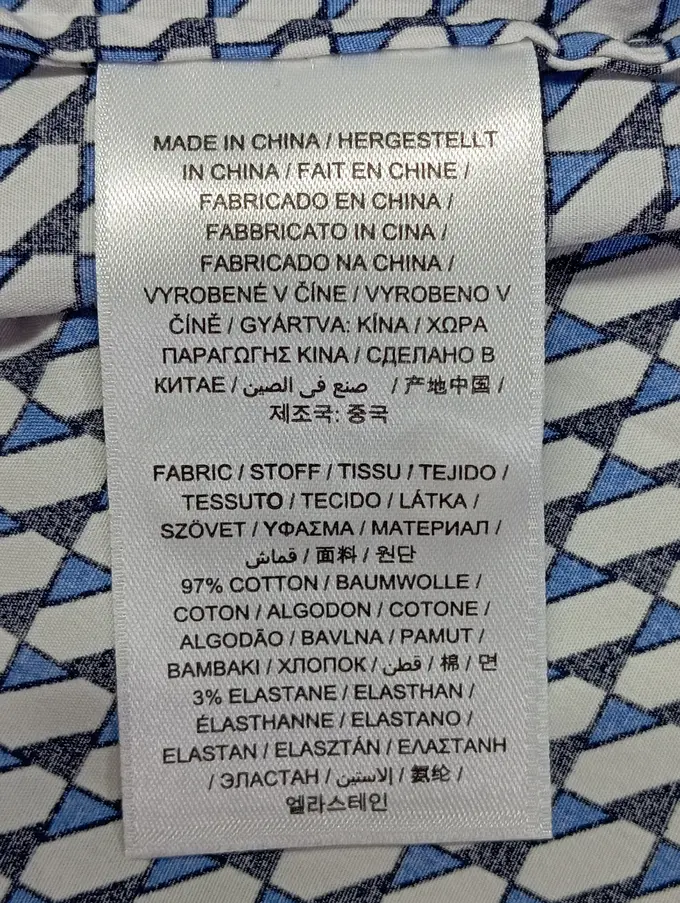 MADE IN CHINA / HERGESTELLT
IN CHINA / FAIT EN CHINE /
FABRICADO EN CHINA /
FABBRICATO IN CINA /
FABRICADO NA CHINA /
VYROBENÉ V ČÍNE / VYROBENO V
ČÍNĚ / GYÁRTVA: KÍNA / ΧΩΡΑ
ΠΑΡΑΓΩΓΗΣ ΚΙΝΑ / СДЕЛАНО В
КИТАЕ / صنع في الصين / 产地中国 /
제조국: 중국
FABRIC / STOFF / TISSU / TEJIDO /
TESSUTO / TECIDO / LÁTKA /
SZÖVET / ΥΦΑΣΜΑ / МАТЕРИАЛ /
قماش / 面料 / 원단
97% COTTON / BAUMWOLLE /
COTON / ALGODON / COTONE /
ALGODÃO / BAVLNA / PAMUT /
BAMBAKI / ХЛОПОК / قطن / 棉 / 면
3% ELASTANE / ELASTHAN /
ÉLASTHANNE / ELASTANO /
ELASTAN / ELASZTÁN / ΕΛΑΣΤΑΝΗ
/ ЭЛАСТАН / إلاستين / 氨纶 /
엘라스테인